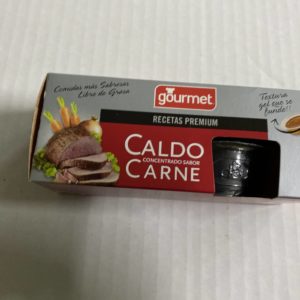 Comidas más Sabrosas
Libre de Grasa
gourmet
RECETAS PREMIUM
Textura
gel que se
funde!!
CALDO
CONCENTRADO SABOR
CARNE